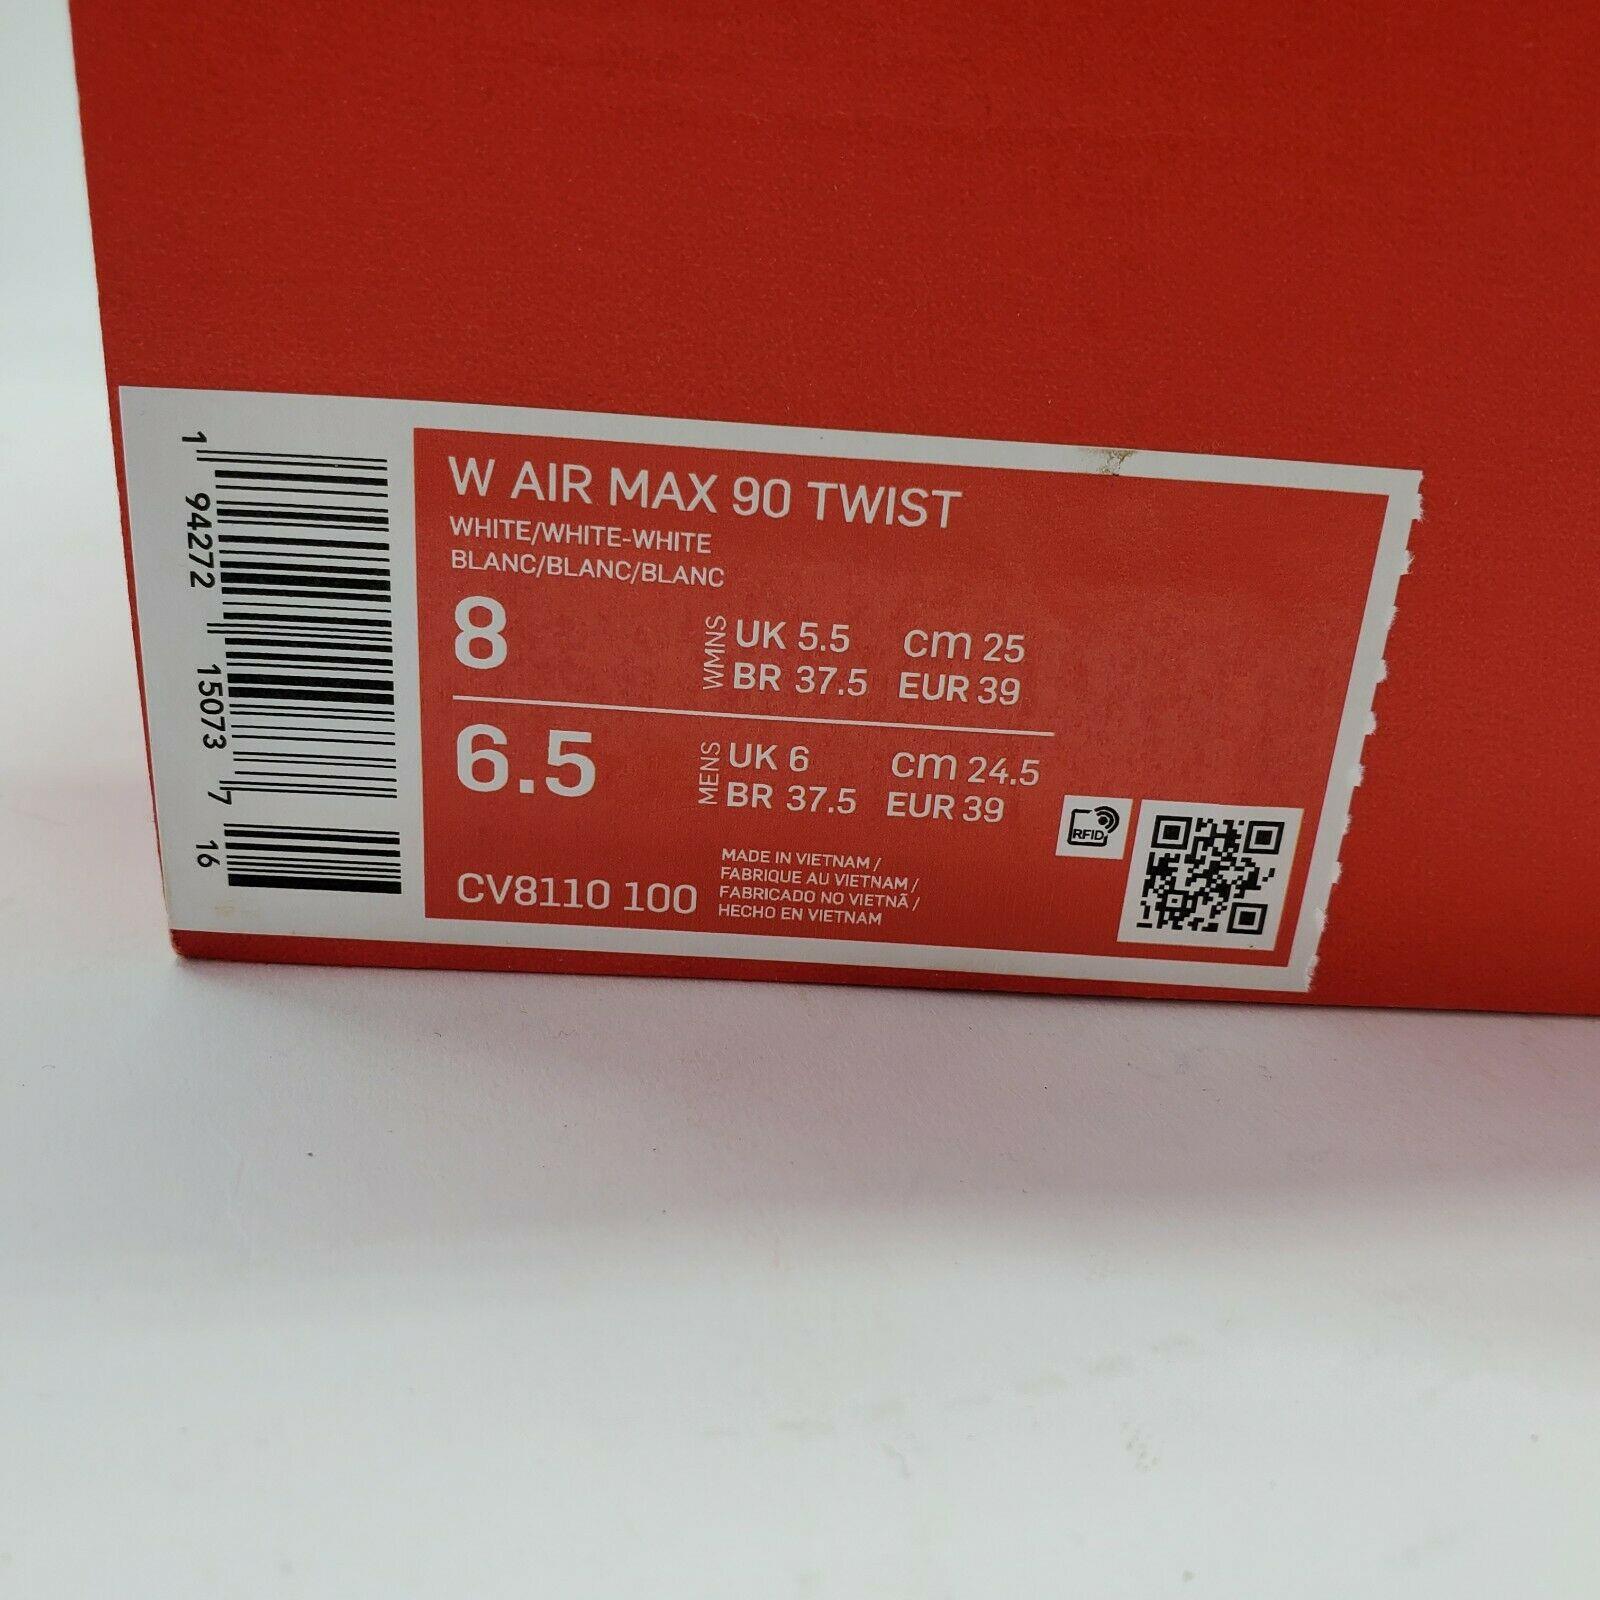 W AIR MAX 90 TWIST
WHITE/WHITE-WHITE
BLANC/BLANC/BLANC
8
WMNS
UK 5.5 cm 25
BR 37.5 EUR 39
6.5
MENS
UK 6 cm 24.5
BR 37.5 EUR 39
CV8110 100
MADE IN VIETNAM /
FABRIQUE AU VIETNAM /
FABRICADO NO VIETNÃ /
HECHO EN VIETNAM
RFID
1 94272 15073 7 16